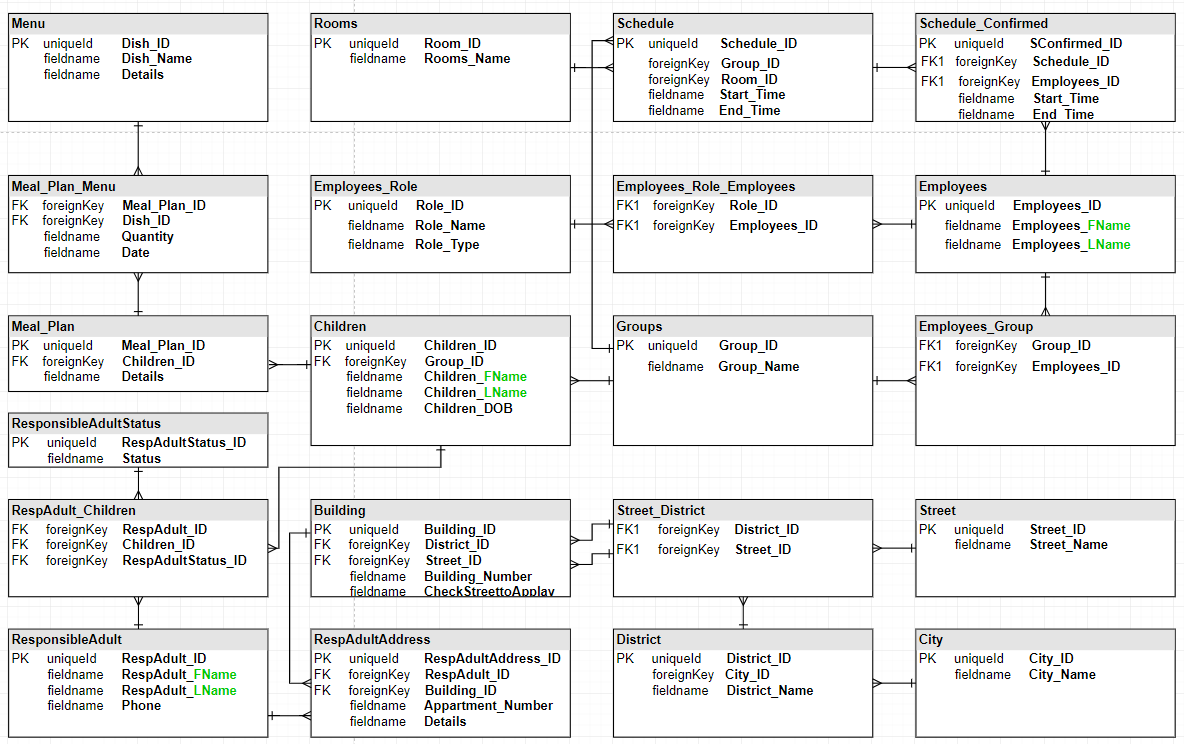 Menu
PK uniqueId Dish_ID
fieldname Dish_Name
fieldname Details
Rooms
PK uniqueId Room_ID
fieldname Rooms_Name
Schedule
PK uniqueId Schedule_ID
foreignKey Group_ID
foreignKey Room_ID
fieldname Start_Time
fieldname End_Time
Schedule_Confirmed
PK uniqueId SConfirmed_ID
FK1 foreignKey Schedule_ID
FK1 foreignKey Employees_ID
fieldname Start_Time
fieldname End_Time
Meal_Plan_Menu
FK foreignKey Meal_Plan_ID
FK foreignKey Dish_ID
fieldname Quantity
fieldname Date
Employees_Role
PK uniqueId Role_ID
fieldname Role_Name
fieldname Role_Type
Employees_Role_Employees
FK1 foreignKey Role_ID
FK1 foreignKey Employees_ID
Employees
PK uniqueId Employees_ID
fieldname Employees_FName
fieldname Employees_LName
Meal_Plan
PK uniqueId Meal_Plan_ID
FK foreignKey Children_ID
fieldname Details
Children
PK uniqueId Children_ID
FK foreignKey Group_ID
fieldname Children_FName
fieldname Children_LName
fieldname Children_DOB
Groups
PK uniqueId Group_ID
fieldname Group_Name
Employees_Group
FK1 foreignKey Group_ID
FK1 foreignKey Employees_ID
ResponsibleAdultStatus
PK uniqueId RespAdultStatus_ID
fieldname Status
RespAdult_Children
FK foreignKey RespAdult_ID
FK foreignKey Children_ID
FK foreignKey RespAdultStatus_ID
Building
PK uniqueId Building_ID
FK foreignKey District_ID
FK foreignKey Street_ID
fieldname Building_Number
fieldname CheckStreettoApplay
Street_District
FK1 foreignKey District_ID
FK1 foreignKey Street_ID
Street
PK uniqueId Street_ID
fieldname Street_Name
ResponsibleAdult
PK uniqueId RespAdult_ID
fieldname RespAdult_FName
fieldname RespAdult_LName
fieldname Phone
RespAdultAddress
PK uniqueId RespAdultAddress_ID
FK foreignKey RespAdult_ID
FK foreignKey Building_ID
fieldname Appartment_Number
fieldname Details
District
PK uniqueId District_ID
foreignKey City_ID
fieldname District_Name
City
PK uniqueId City_ID
fieldname City_Name